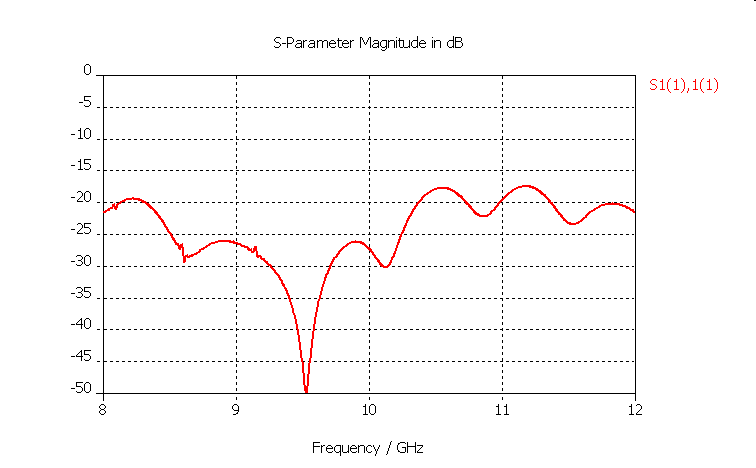 S-Parameter Magnitude in dB
S1(1),1(1)
0
-5
-10
-15
-20
-25
-30
-35
-40
-45
-50
8 9 10 11 12
Frequency / GHz